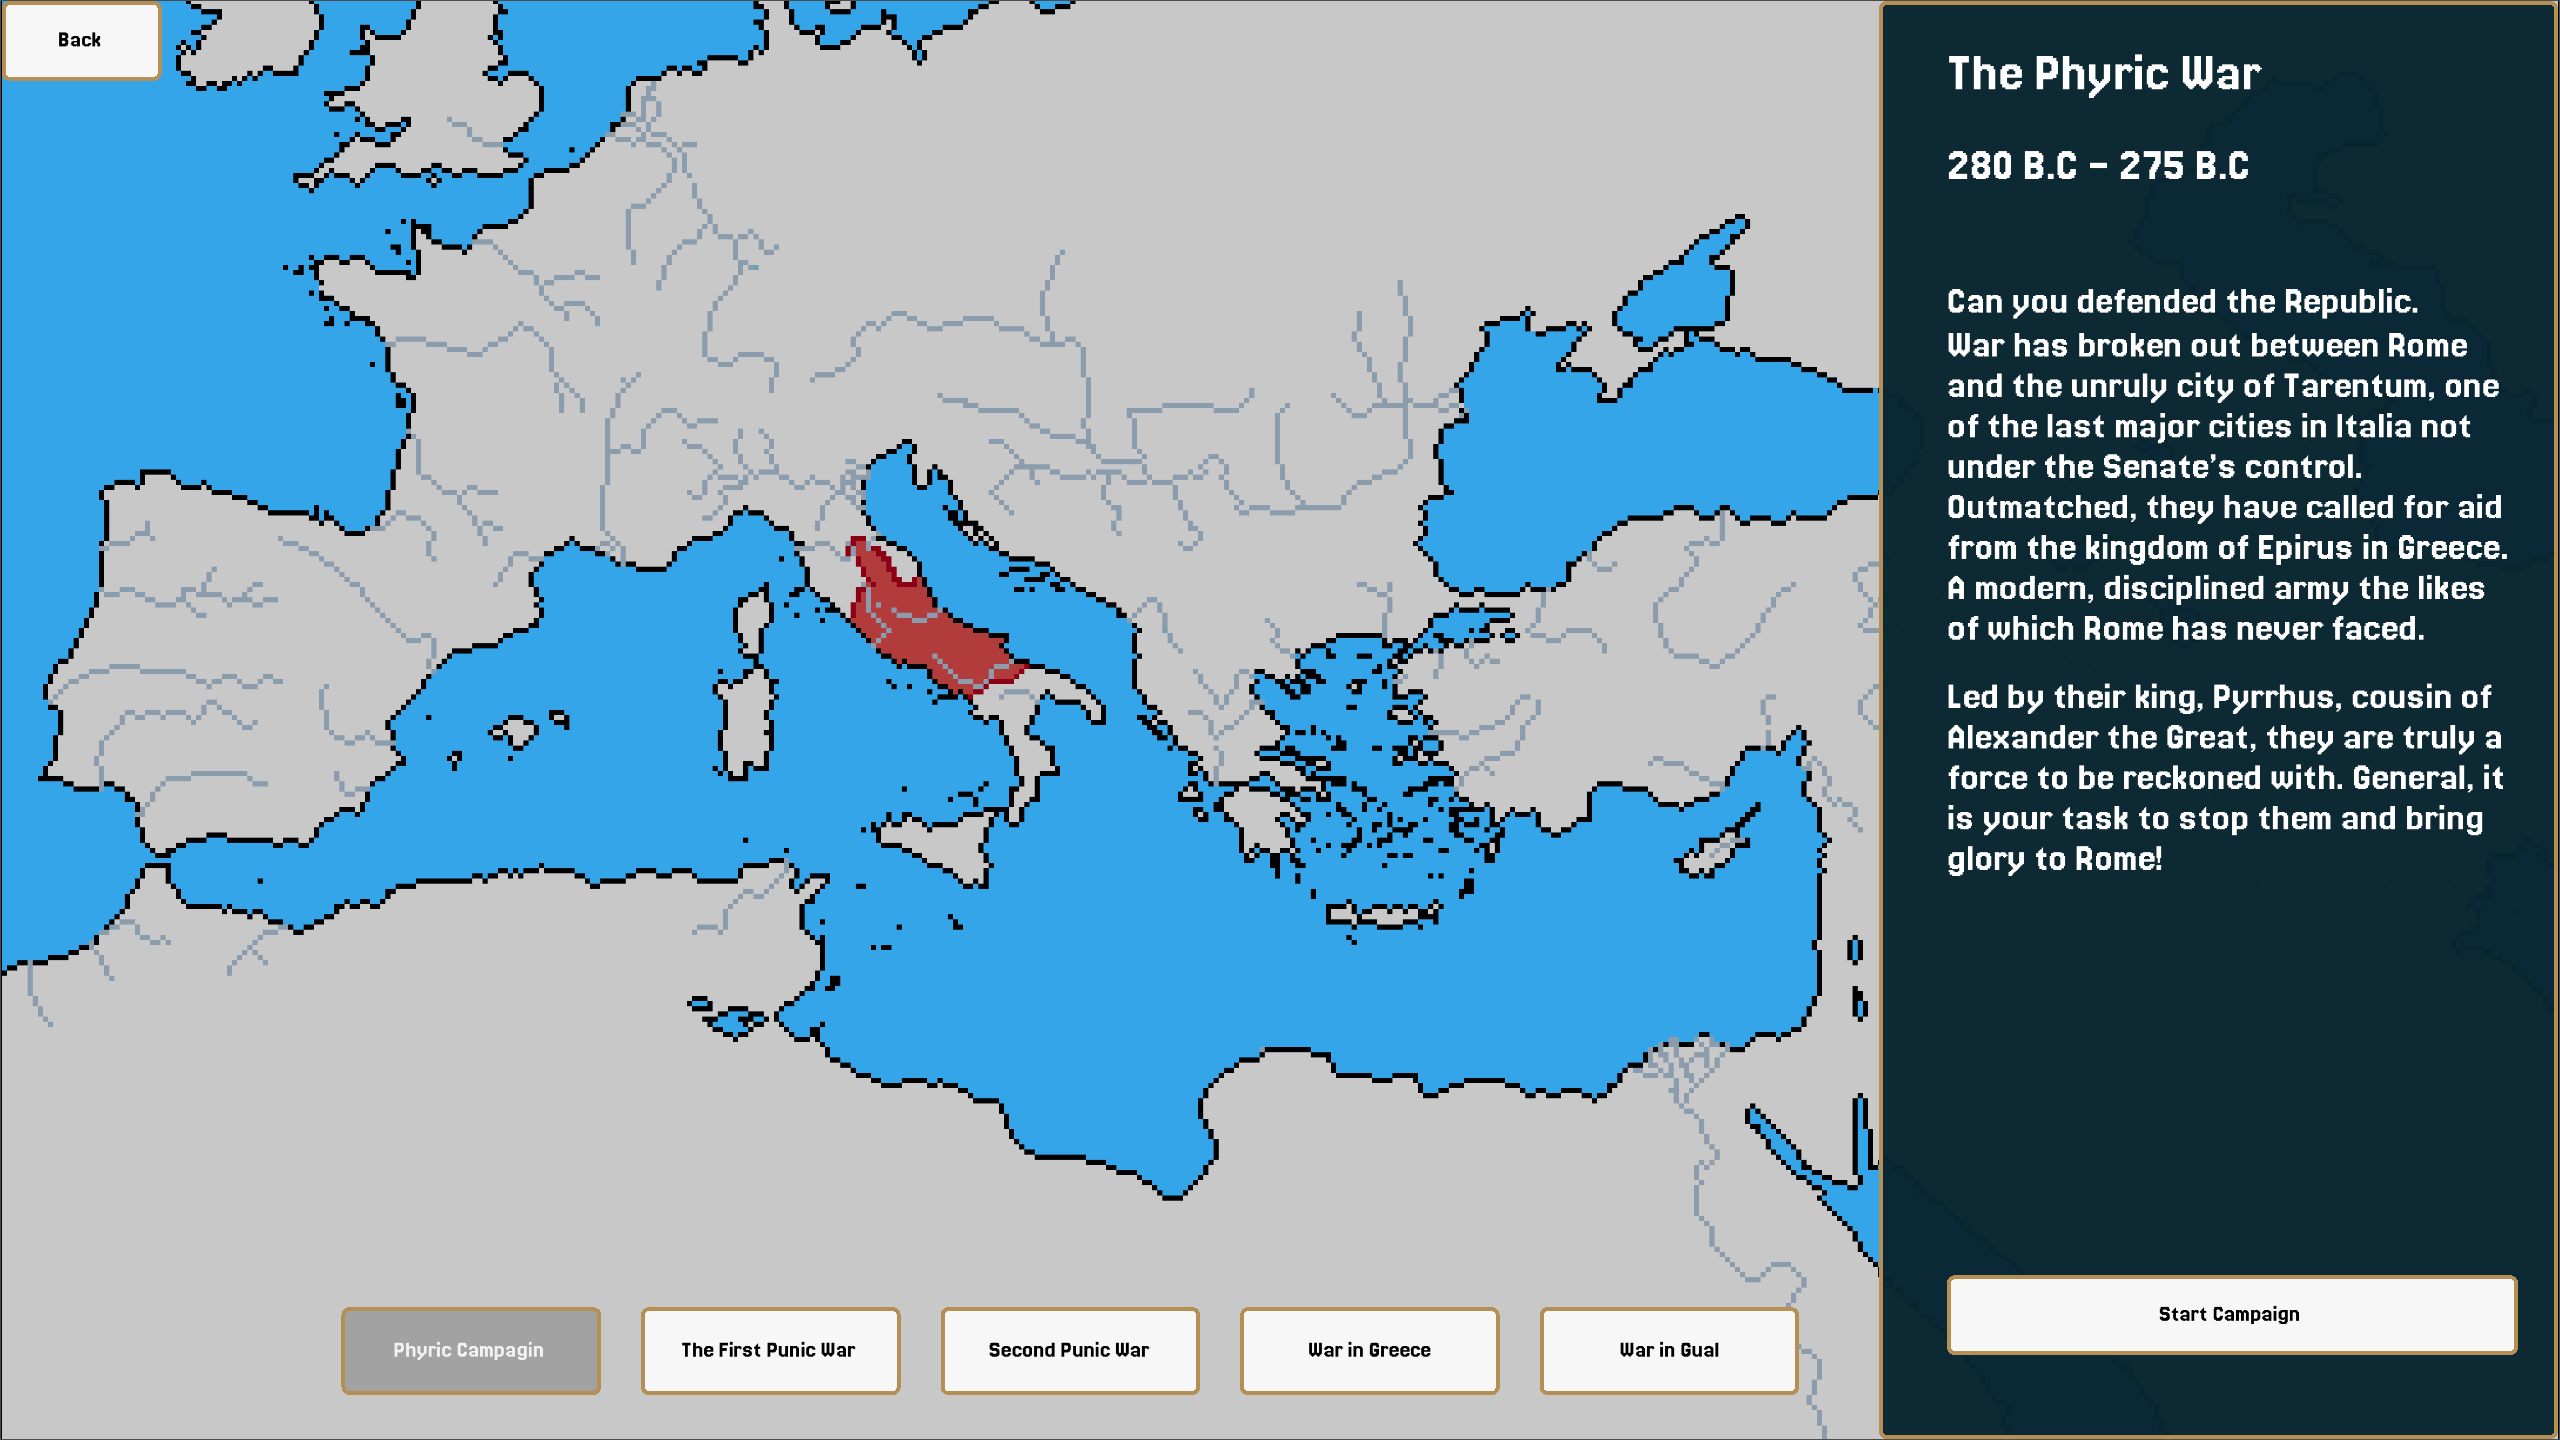 Back
The Phyric War
280 B.C - 275 B.C
Can you defended the Republic.
War has broken out between Rome
and the unruly city of Tarentum, one
of the last major cities in Italia not
under the Senate's control.
Outmatched, they have called for aid
from the kingdom of Epirus in Greece.
A modern, disciplined army the likes
of which Rome has never faced.
Led by their king, Pyrrhus, cousin of
Alexander the Great, they are truly a
force to be reckoned with. General, it
is your task to stop them and bring
glory to Rome!
Start Campaign
Phyric Campagin
The First Punic War
Second Punic War
War in Greece
War in Gual